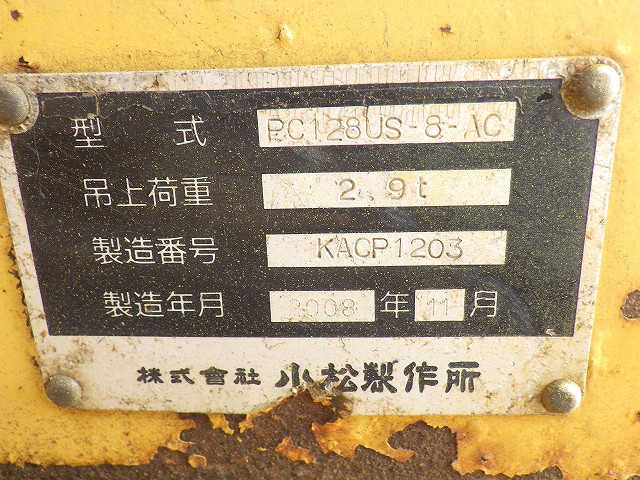 型 式 PC128US-8-AC
吊上荷重 2.9t
製造番号 KACP1203
製造年月 2008 年 11 月
株式會社 小松製作所